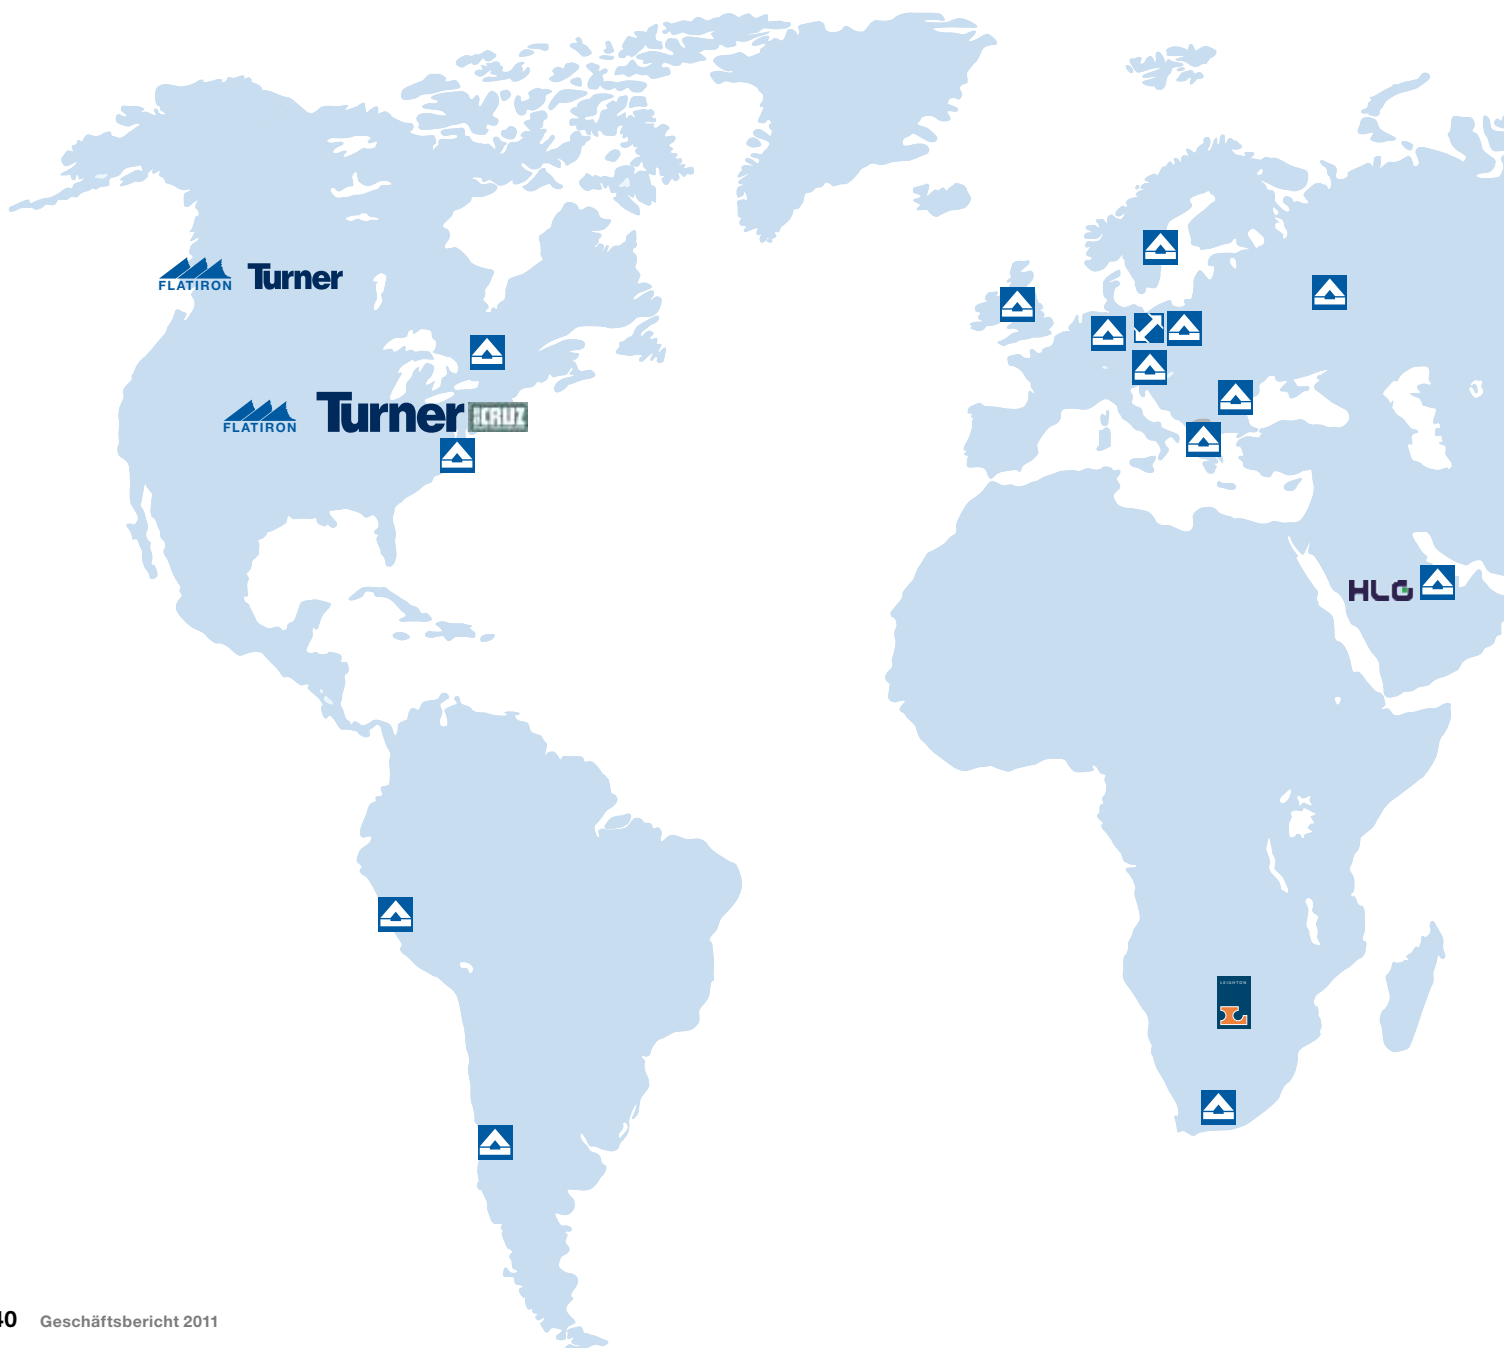 FLATIRON
Turner
FLATIRON
Turner
CRUZ
HLG
LEIGHTON
L
40 Geschäftsbericht 2011